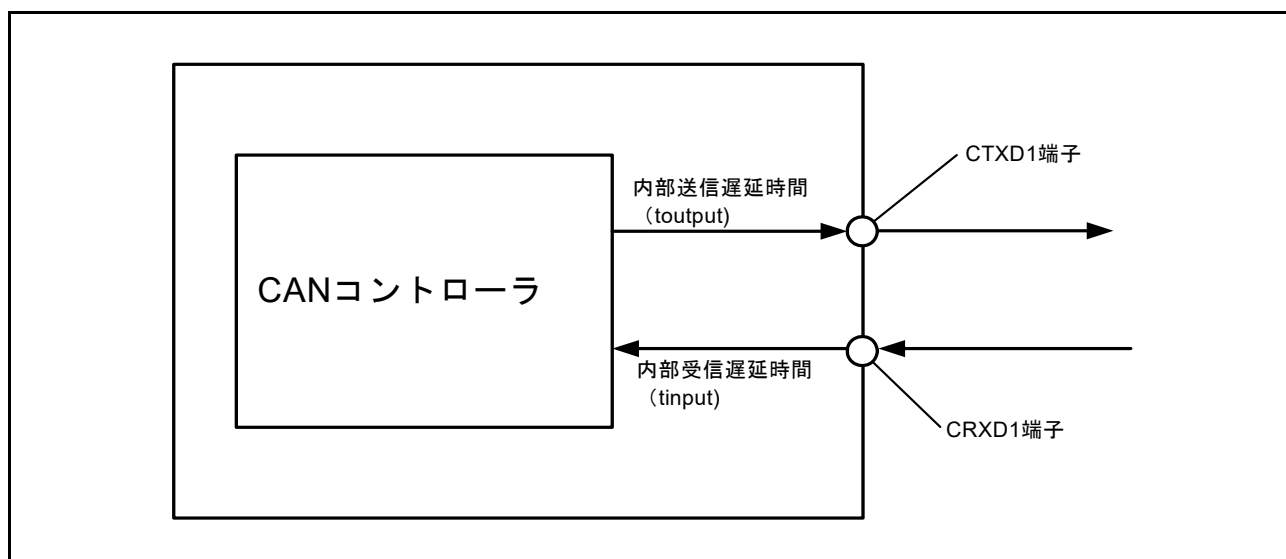 CTXD1端子
内部送信遅延時間
（toutput)
CANコントローラ
内部受信遅延時間
（tinput)
CRXD1端子